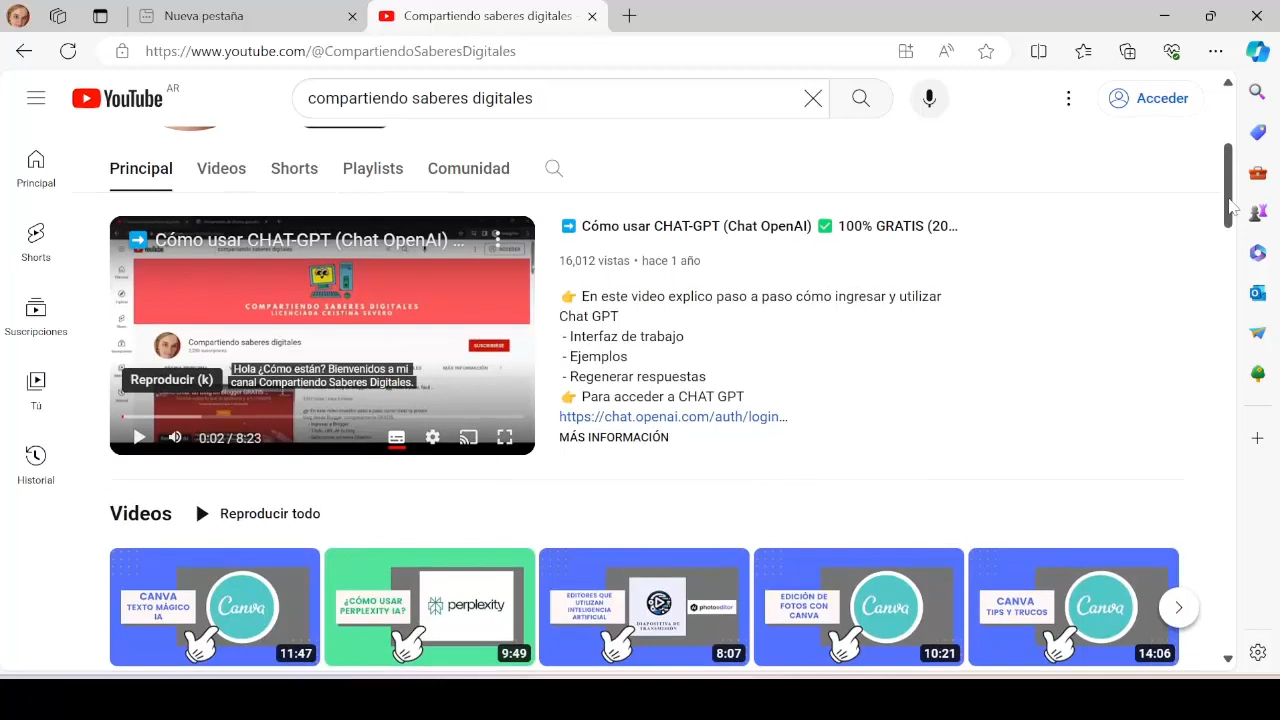 Nueva pestaña
Compartiendo saberes digitales -
https://www.youtube.com/@CompartiendoSaberesDigitales
YouTube AR
compartiendo saberes digitales
Acceder
Principal
Shorts
Suscripciones
Tú
Historial
Principal Videos Shorts Playlists Comunidad
Cómo usar CHAT-GPT (Chat OpenAI) ...
COMPARTIENDO SABERES DIGITALES
LICENCIADA CRISTINA SEVERO
Compartiendo saberes digitales
SUSCRIBIRSE
Hola ¿Cómo están? Bienvenidos a mi
canal Compartiendo Saberes Digitales.
Reproducir (k)
0:02 / 8:23
Cómo usar CHAT-GPT (Chat OpenAI) ✅ 100% GRATIS (20...
16,012 vistas • hace 1 año
👉 En este video explico paso a paso cómo ingresar y utilizar
Chat GPT
- Interfaz de trabajo
- Ejemplos
- Regenerar respuestas
👉 Para acceder a CHAT GPT
https://chat.openai.com/auth/login...
MÁS INFORMACIÓN
Videos Reproducir todo
CANVA
TEXTO MÁGICO
IA
Canva
11:47
¿CÓMO USAR
PERPLEXITY IA?
perplexity
9:49
EDITORES QUE
UTILIZAN
INTELIGENCIA
ARTIFICIAL
DIAPOSITIVA DE
TRANSMISIÓN
photoeditor
8:07
EDICIÓN DE
FOTOS CON
CANVA
Canva
10:21
CANVA
TIPS Y TRUCOS
Canva
14:06